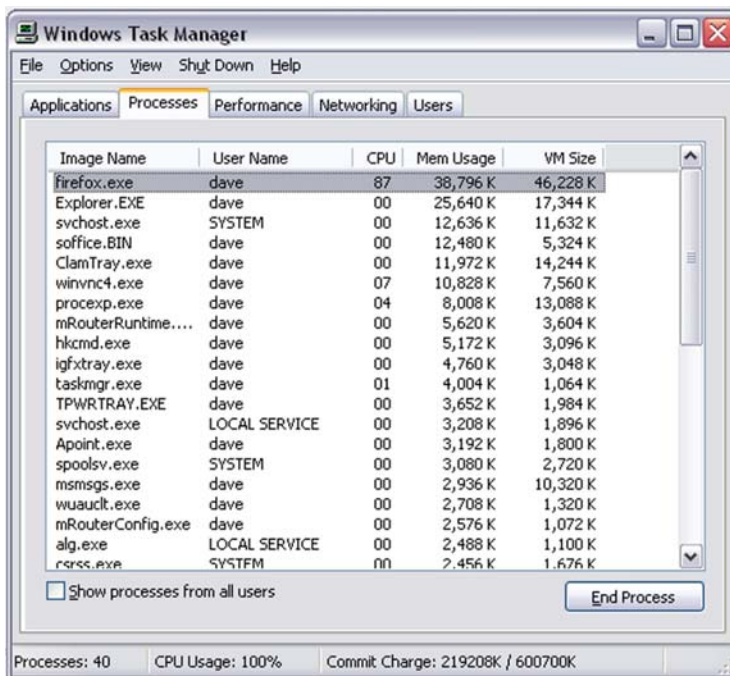 Windows Task Manager
File Options View Shut Down Help
Applications Processes Performance Networking Users
Image Name User Name CPU Mem Usage VM Size
firefox.exe dave 87 38,796 K 46,228 K
Explorer.EXE dave 00 25,640 K 17,344 K
svchost.exe SYSTEM 00 12,636 K 11,632 K
soffice.BIN dave 00 12,480 K 5,324 K
ClamTray.exe dave 00 11,972 K 14,244 K
winvnc4.exe dave 07 10,828 K 7,560 K
procexp.exe dave 04 8,008 K 13,088 K
mRouterRuntime.... dave 00 5,620 K 3,604 K
hkcmd.exe dave 00 5,172 K 3,096 K
igfxtray.exe dave 00 4,760 K 3,048 K
taskmgr.exe dave 01 4,004 K 1,064 K
TPWRTRAY.EXE dave 00 3,652 K 1,984 K
svchost.exe LOCAL SERVICE 00 3,208 K 1,896 K
Apoint.exe dave 00 3,192 K 1,800 K
spoolsv.exe SYSTEM 00 3,080 K 2,720 K
msmsgs.exe dave 00 2,936 K 10,320 K
wuauclt.exe dave 00 2,708 K 1,320 K
mRouterConfig.exe dave 00 2,576 K 1,072 K
alg.exe LOCAL SERVICE 00 2,488 K 1,100 K
csrss.exe SYSTEM 00 2,456 K 1,676 K
Show processes from all users
End Process
Processes: 40 CPU Usage: 100% Commit Charge: 219208K / 600700K